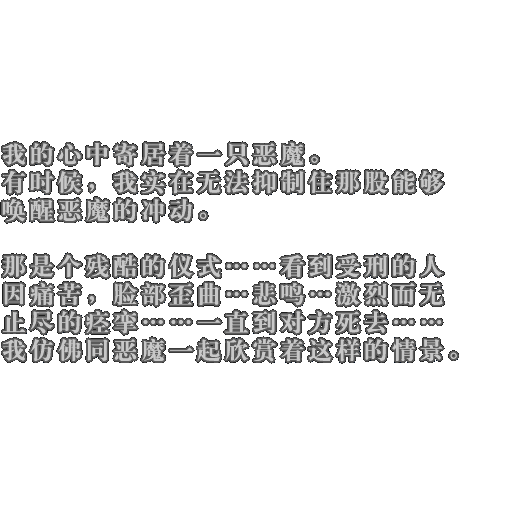 我的心中寄居着一只恶魔。
有时候，我实在无法抑制住那股能够
唤醒恶魔的冲动。
那是个残酷的仪式……看到受刑的人
因痛苦，脸部歪曲…悲鸣…激烈而无
止尽的痉挛……一直到对方死去……
我仿佛同恶魔一起欣赏着这样的情景。